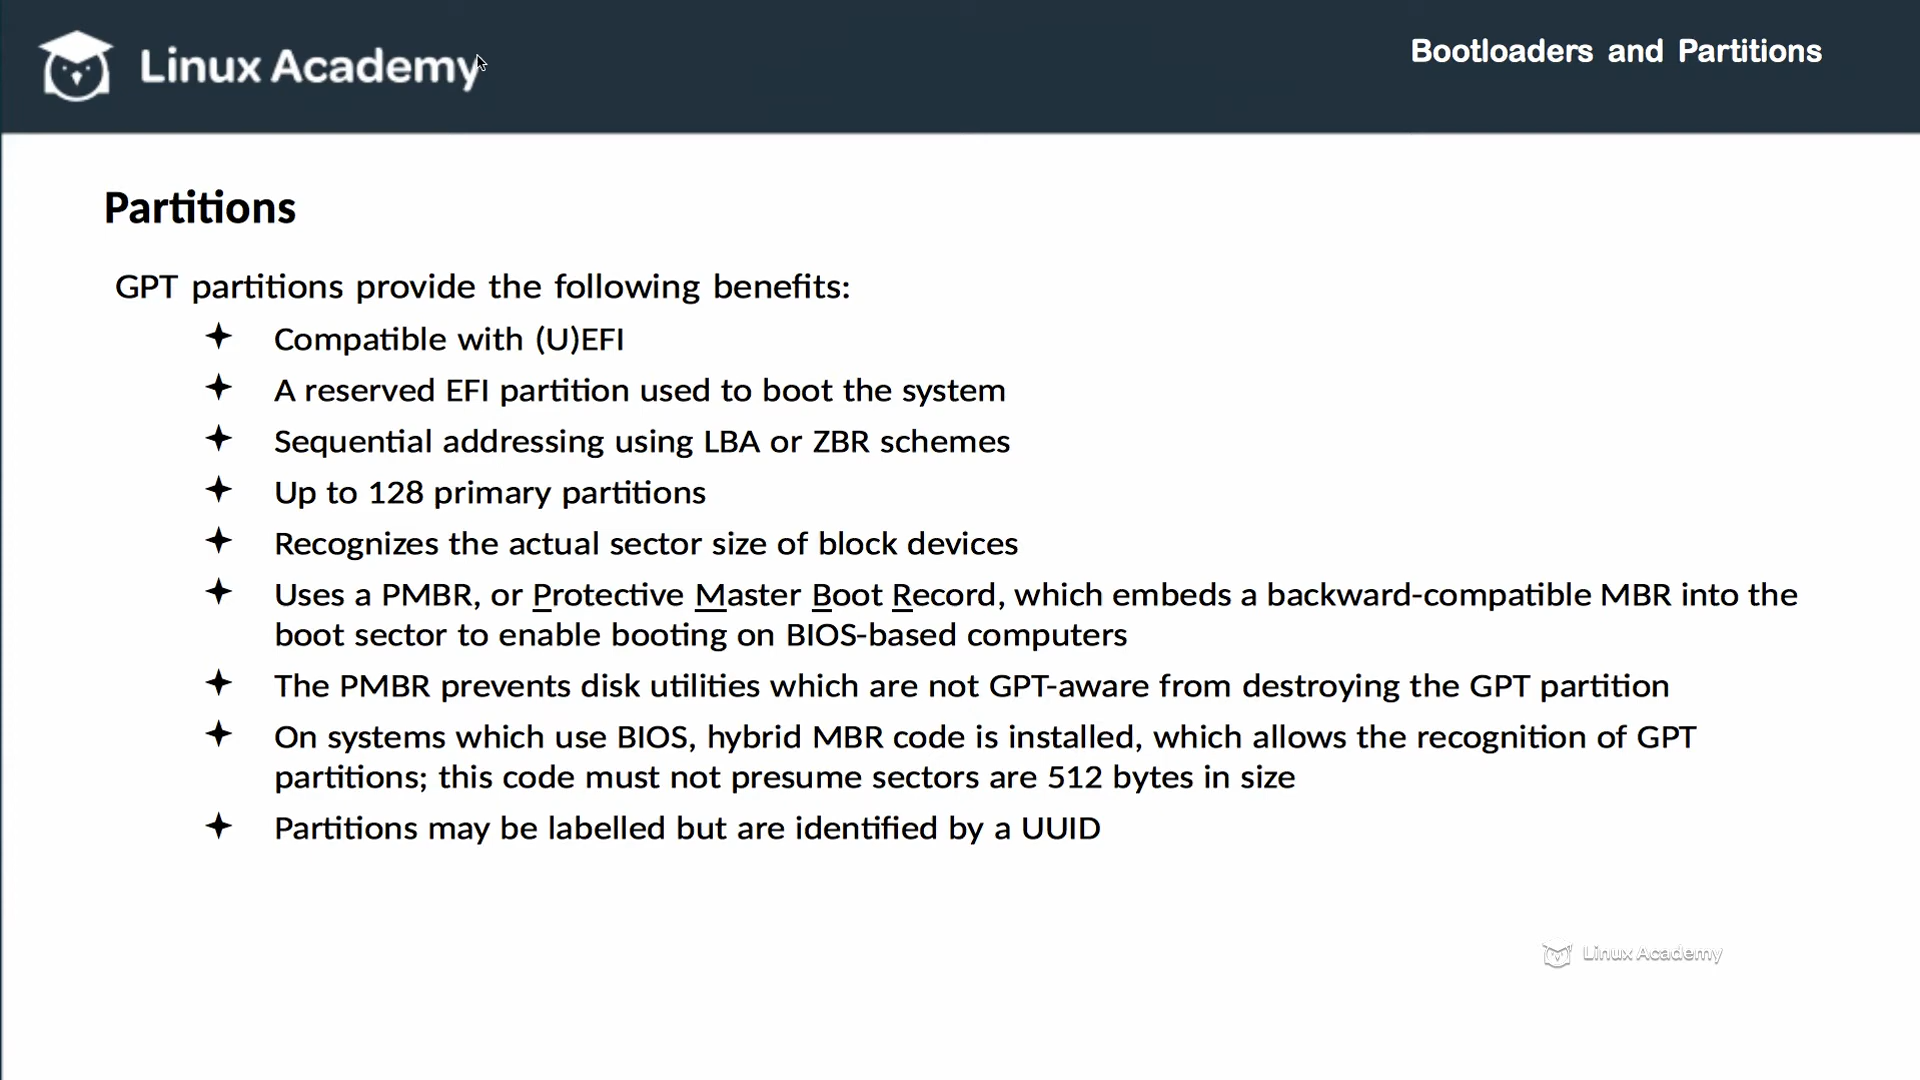 Linux Academy
Bootloaders and Partitions
Partitions
GPT partitions provide the following benefits:
Compatible with (U)EFI
A reserved EFI partition used to boot the system
Sequential addressing using LBA or ZBR schemes
Up to 128 primary partitions
Recognizes the actual sector size of block devices
Uses a PMBR, or Protective Master Boot Record, which embeds a backward-compatible MBR into the
boot sector to enable booting on BIOS-based computers
The PMBR prevents disk utilities which are not GPT-aware from destroying the GPT partition
On systems which use BIOS, hybrid MBR code is installed, which allows the recognition of GPT
partitions; this code must not presume sectors are 512 bytes in size
Partitions may be labelled but are identified by a UUID
Linux Academy